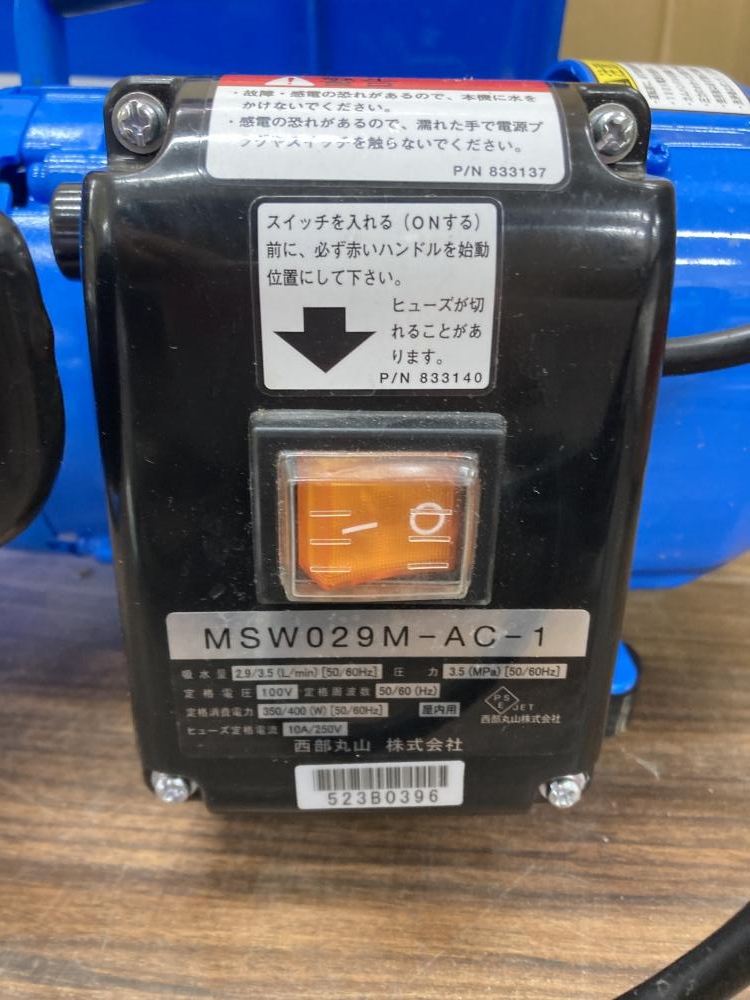 ・故障・感電の恐れがあるので、本機に水を
かけないでください。
・感電の恐れがあるので、濡れた手で電源プ
ラグやスイッチを触らないでください。
P/N 833137
スイッチを入れる（ONする）
前に、必ず赤いハンドルを始動
位置にして下さい。
ヒューズが切
れることがあ
ります。
P/N 833140
MSW029M-AC-1
吸水量 2.9/3.5 (L/min) [50/60Hz] 圧力 3.5 (MPa) [50/60Hz]
定格電圧 100V 定格周波数 50/60 (Hz)
定格消費電力 350/400 (W) [50/60Hz] 屋内用
PS
E JET
西部丸山株式会社
ヒューズ定格電流 10A/250V
西部丸山 株式会社
523B0396